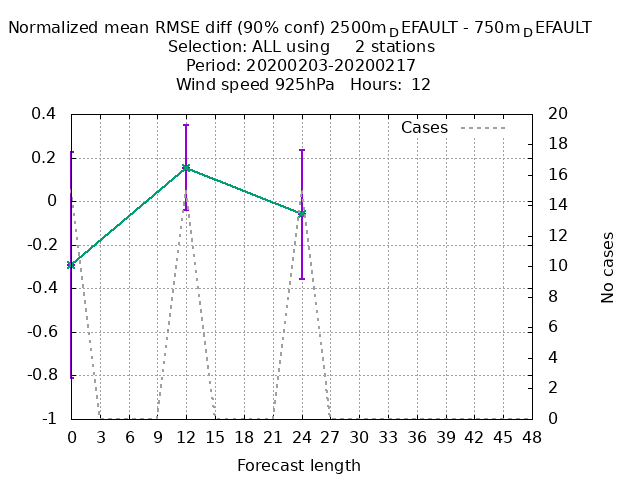 Normalized mean RMSE diff (90% conf) 2500m_DEFAULT - 750m_DEFAULT
Selection: ALL using 2 stations
Period: 20200203-20200217
Wind speed 925hPa Hours: 12
Cases
0.4
0.2
0
-0.2
-0.4
-0.6
-0.8
-1
20
18
16
14
12
10
8
6
4
2
0
No cases
0 3 6 9 12 15 18 21 24 27 30 33 36 39 42 45 48
Forecast length